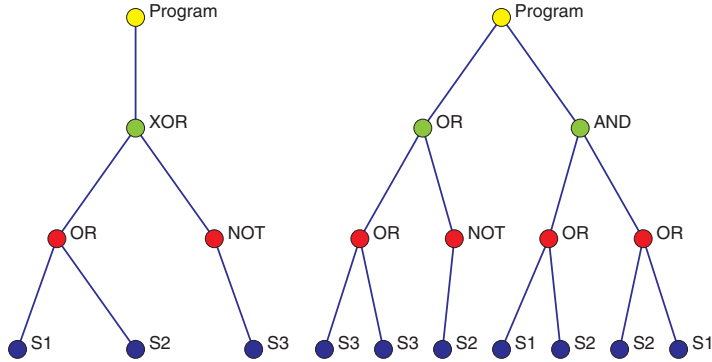 Program Program
XOR OR AND
OR NOT OR NOT OR OR
S1 S2 S3 S3 S3 S2 S1 S2 S2 S1